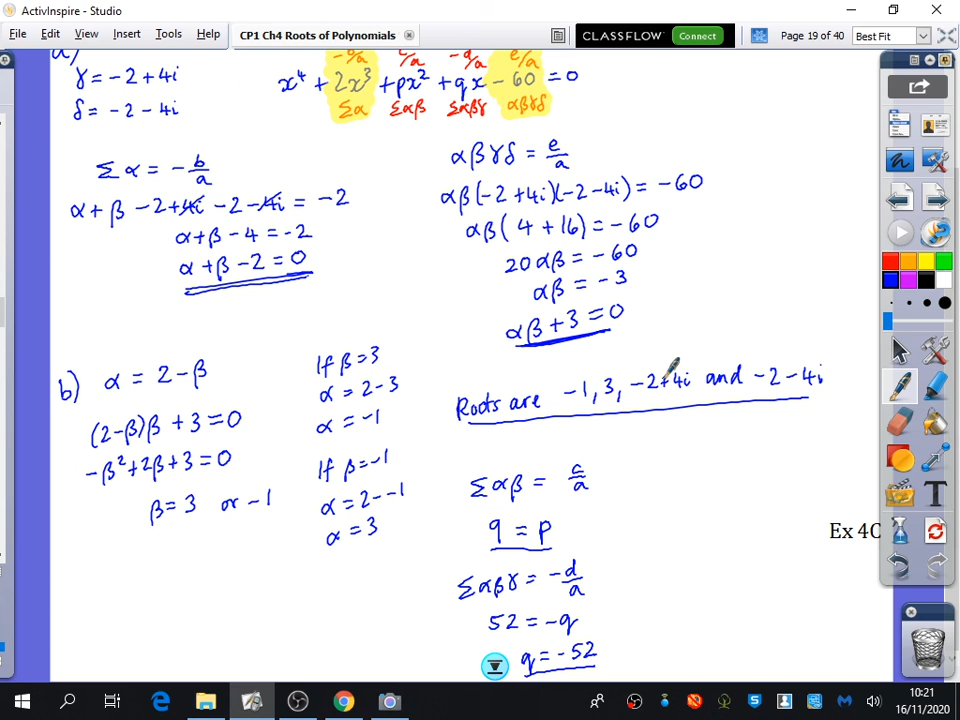 ActivInspire - Studio
File Edit View Insert Tools Help
CP1 Ch4 Roots of Polynomials
CLASSFLOW Connect
Page 19 of 40
Best Fit
a)
γ = -2 + 4i
δ = -2 - 4i
-b/a c/a -d/a e/a
x⁴ + 2x³ + px² + qx - 60 = 0
Σα Σαβ Σαβγ αβγδ
Σα = -b/a
α + β - 2 + 4i - 2 - 4i = -2
α + β - 4 = -2
α + β - 2 = 0
αβγδ = e/a
αβ(-2 + 4i)(-2 - 4i) = -60
αβ(4 + 16) = -60
20αβ = -60
αβ = -3
αβ + 3 = 0
b) α = 2 - β
(2-β)β + 3 = 0
-β² + 2β + 3 = 0
β = 3 or -1
If β = 3
α = 2 - 3
α = -1
If β = -1
α = 2 - -1
α = 3
Roots are -1, 3, -2+4i and -2-4i
Σαβ = c/a
9 = p
Σαβγ = -d/a
52 = -q
q = -52
Ex 4C
10:21
16/11/2020